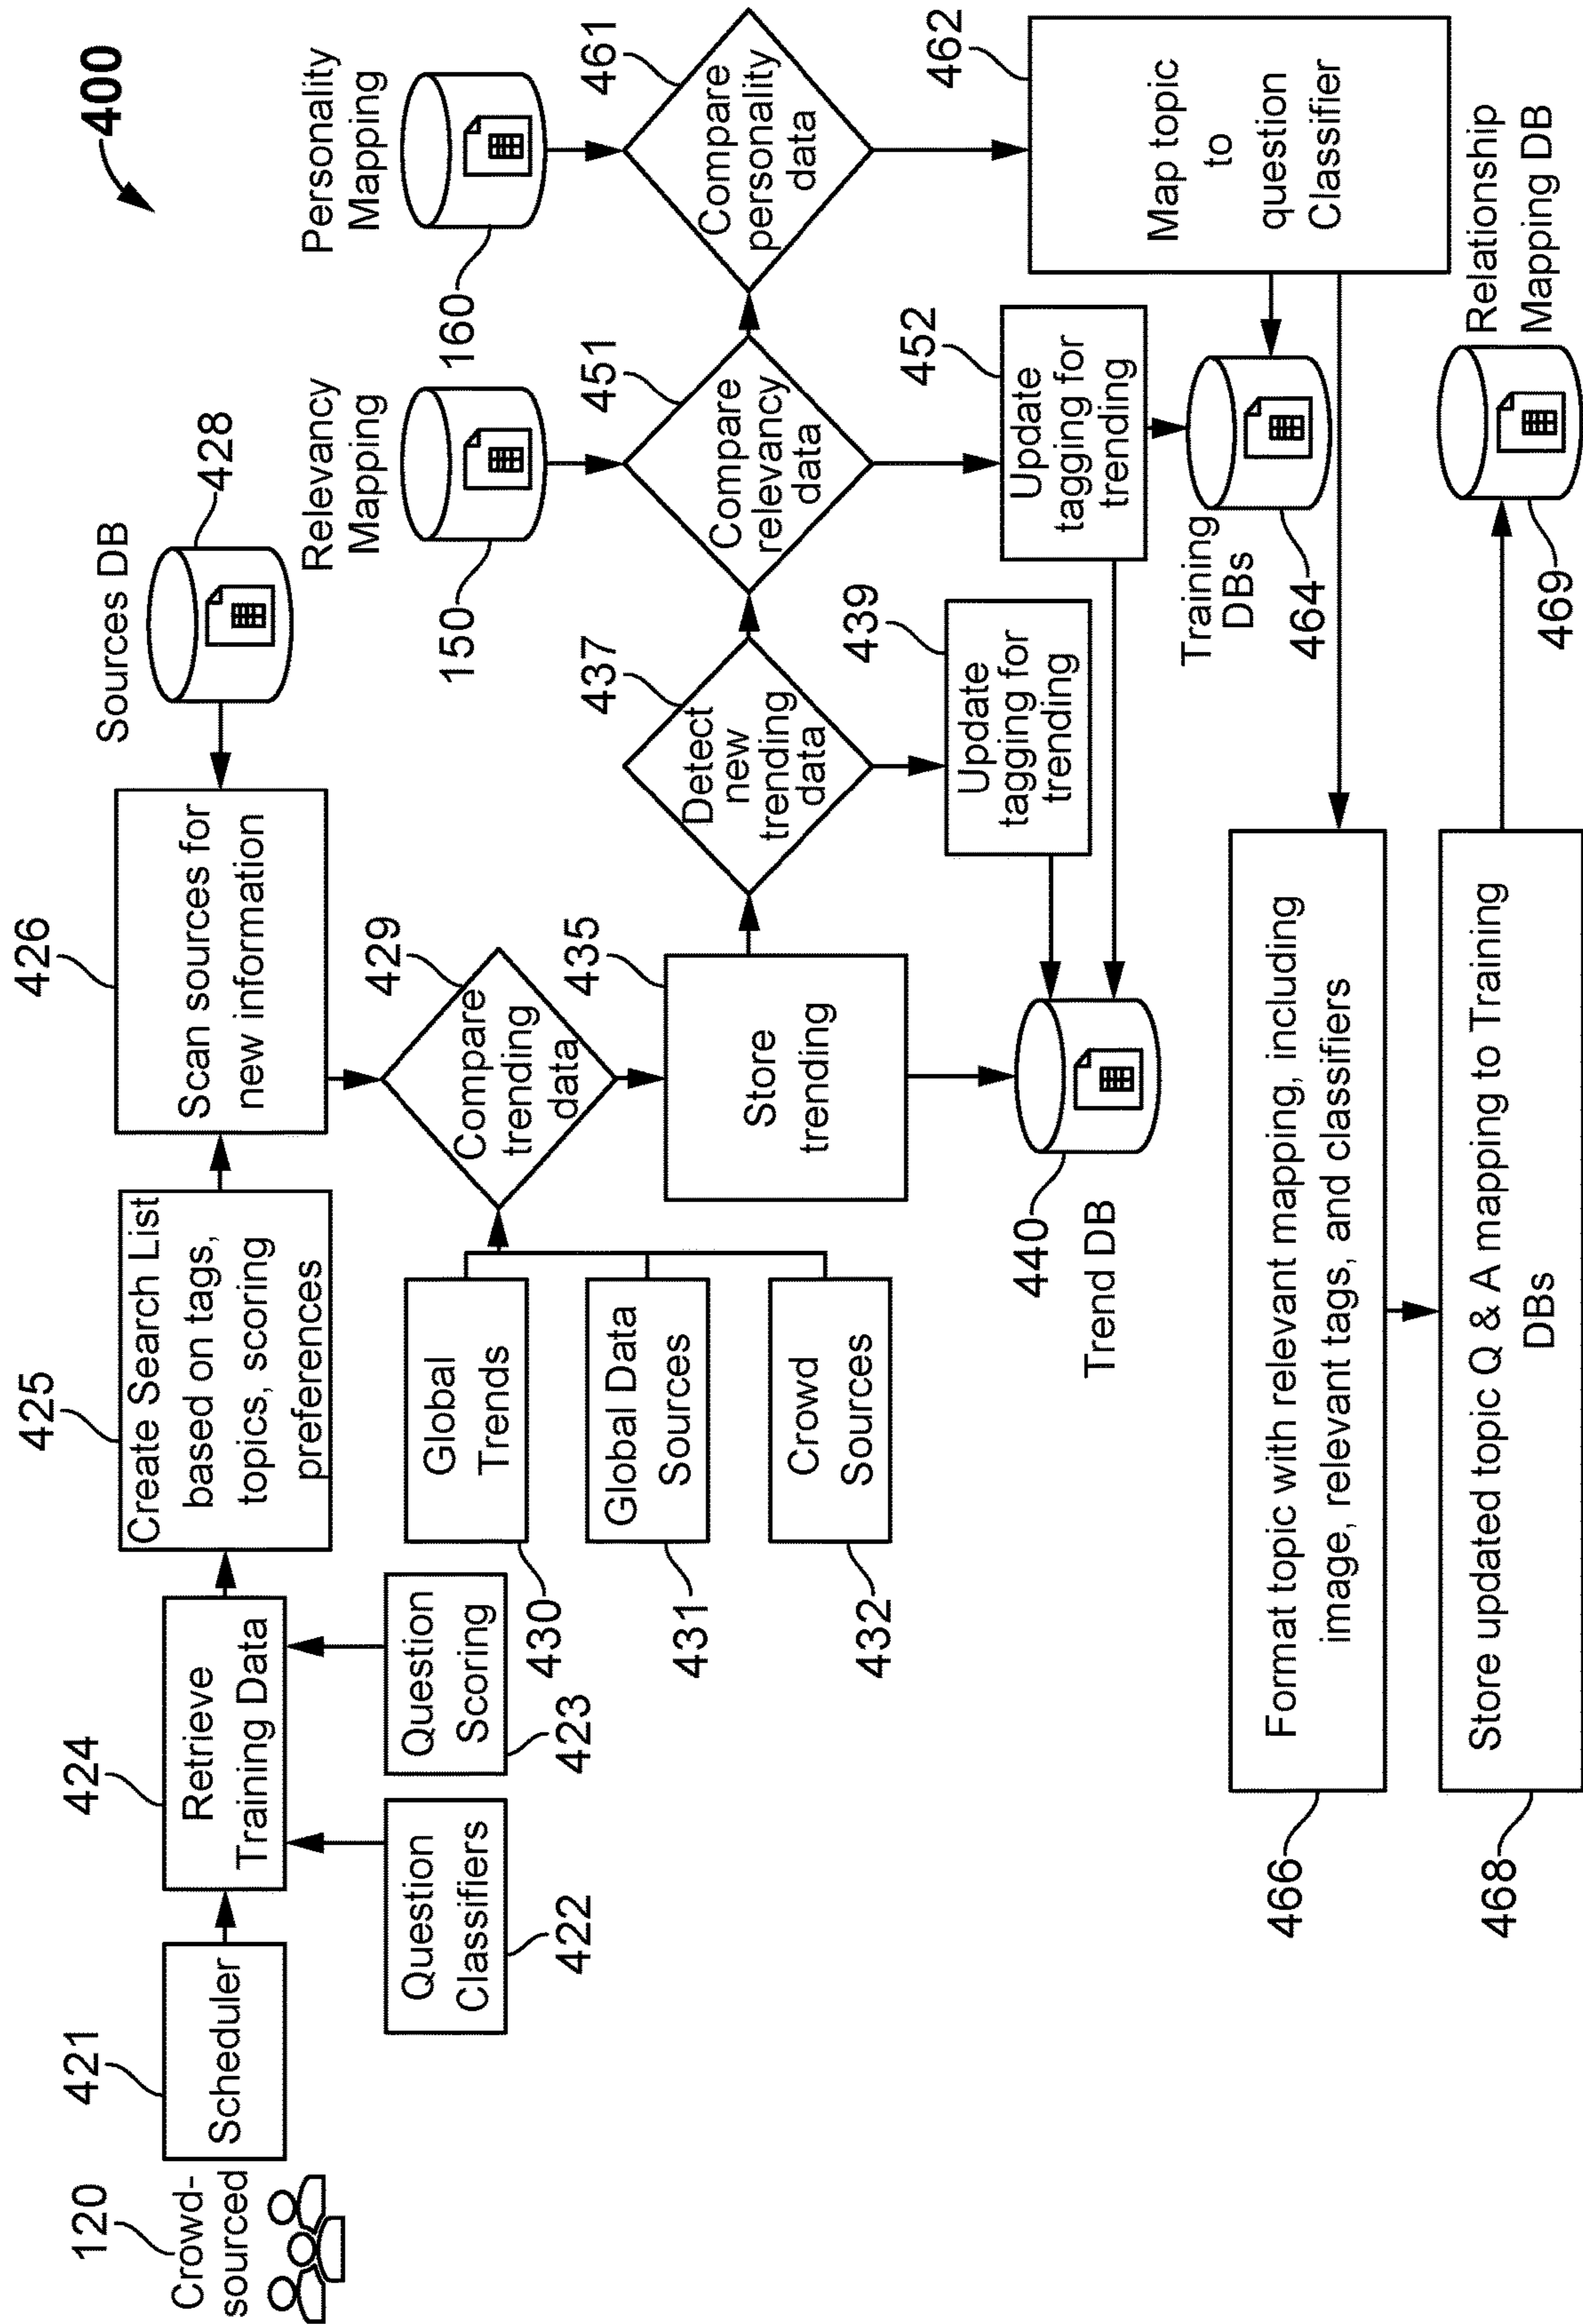 400
120
Crowd-
sourced
421
Scheduler
424
Retrieve
Training Data
Question
Classifiers
422
Question
Scoring
423
425
Create Search List
based on tags,
topics, scoring
preferences
426
Scan sources for
new information
Sources DB
428
Global
Trends
430
Global Data
Sources
431
Crowd
Sources
432
429
Compare
trending
data
435
Store
trending
440
Trend DB
437
Detect
new
trending
data
439
Update
tagging for
trending
Relevancy
Mapping
150
451
Compare
relevancy
data
452
Update
tagging for
trending
Personality
Mapping
160
461
Compare
personality
data
462
Map topic
to
question
Classifier
Training
DBs
464
466
Format topic with relevant mapping, including
image, relevant tags, and classifiers
468
Store updated topic Q & A mapping to Training
DBs
Relationship
Mapping DB
469